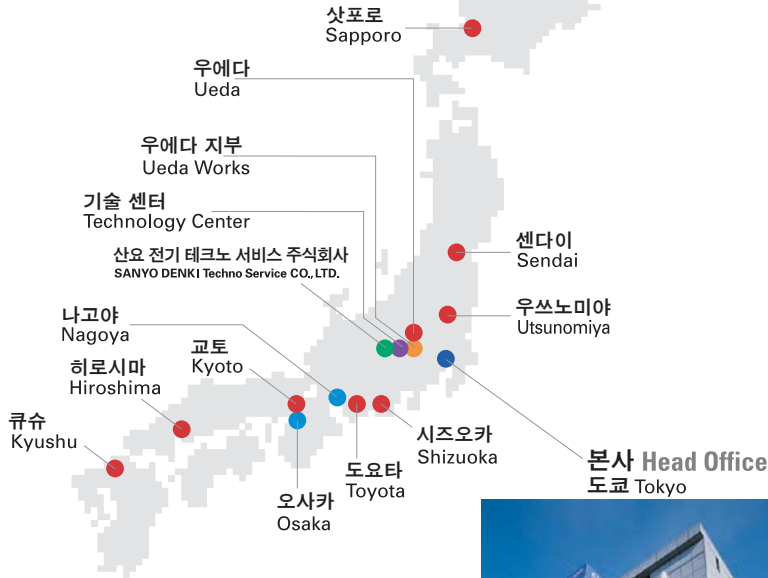 삿포로
Sapporo
우에다
Ueda
우에다 지부
Ueda Works
기술 센터
Technology Center
산요 전기 테크노 서비스 주식회사
SANYO DENKI Techno Service CO.,LTD.
센다이
Sendai
우쓰노미야
Utsunomiya
나고야
Nagoya
교토
Kyoto
히로시마
Hiroshima
큐슈
Kyushu
시즈오카
Shizuoka
도요타
Toyota
오사카
Osaka
본사 Head Office
도쿄 Tokyo